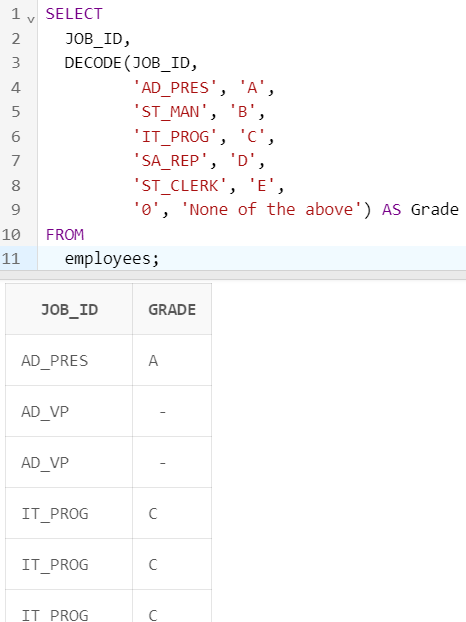 1 SELECT
2 JOB_ID,
3 DECODE(JOB_ID,
4 'AD_PRES', 'A',
5 'ST_MAN', 'B',
6 'IT_PROG', 'C',
7 'SA_REP', 'D',
8 'ST_CLERK', 'E',
9 '0', 'None of the above') AS Grade
10 FROM
11 employees;
JOB_ID GRADE
AD_PRES A
AD_VP -
AD_VP -
IT_PROG C
IT_PROG C
IT_PROG C